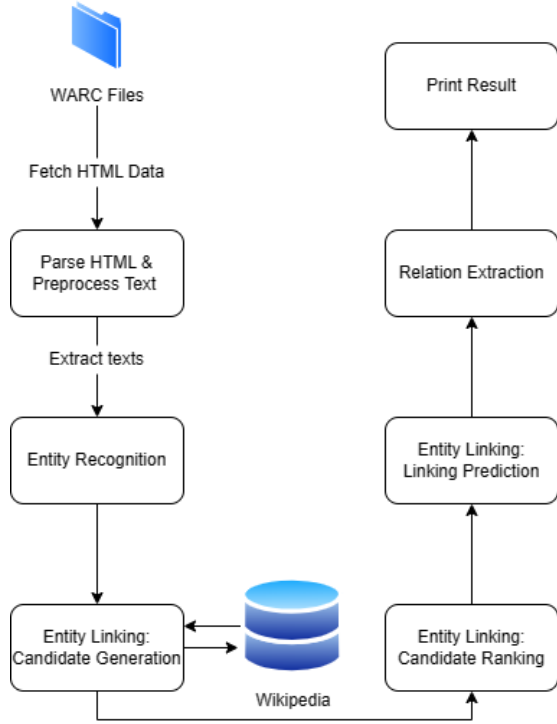 WARC Files
Fetch HTML Data
Parse HTML &
Preprocess Text
Extract texts
Entity Recognition
Entity Linking:
Candidate Generation
Wikipedia
Entity Linking:
Candidate Ranking
Entity Linking:
Linking Prediction
Relation Extraction
Print Result